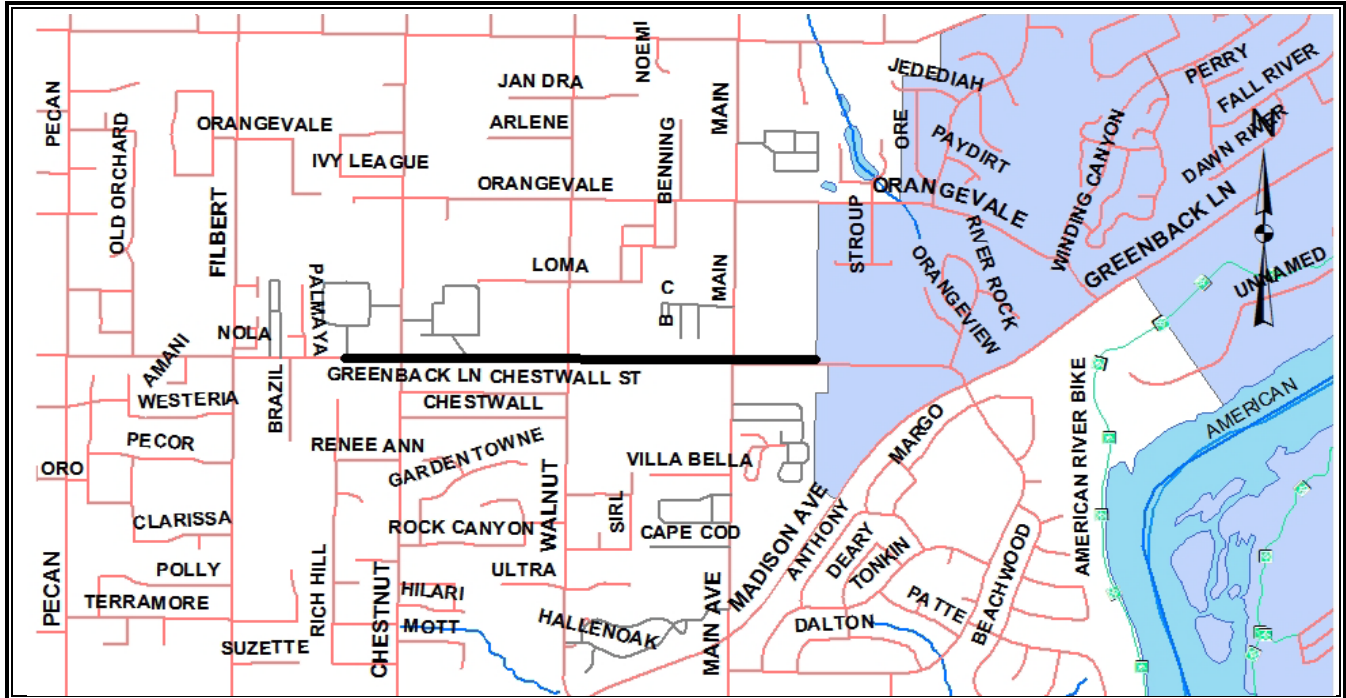 NOEMI
JEDEDIAH
PERRY
FALL RIVER
JAN DRA
PECAN
MAIN
ORANGEVALE
ARLENE
ORE
N
OLD ORCHARD
IVY LEAGUE
BENNING
PAYDIRT
WINDING CANYON
DAWN RIVER
ORANGEVALE
ORANGEVALE
FILBERT
STROUP
RIVER ROCK
GREENBACK LN
LOMA
MAIN
ORANGEVIEW
UNNAMED
PALMAYA
C
B
NOLA
AMANI
GREENBACK LN CHESTWALL ST
BRAZIL
WESTERIA
CHESTWALL
AMERICAN RIVER BIKE
AMERICAN
PECOR
RENEE ANN
GARDENTOWNE
MARGO
ORO
VILLA BELLA
WALNUT
SIRL
CLARISSA
ROCK CANYON
CAPE COD
MADISON AVE
ANTHONY
DEARY
TONKIN
BEACHWOOD
PECAN
POLLY
RICH HILL
CHESTNUT
ULTRA
HILARI
TERRAMORE
MOTT
HALLENOAK
MAIN AVE
DALTON
PATTE
SUZETTE